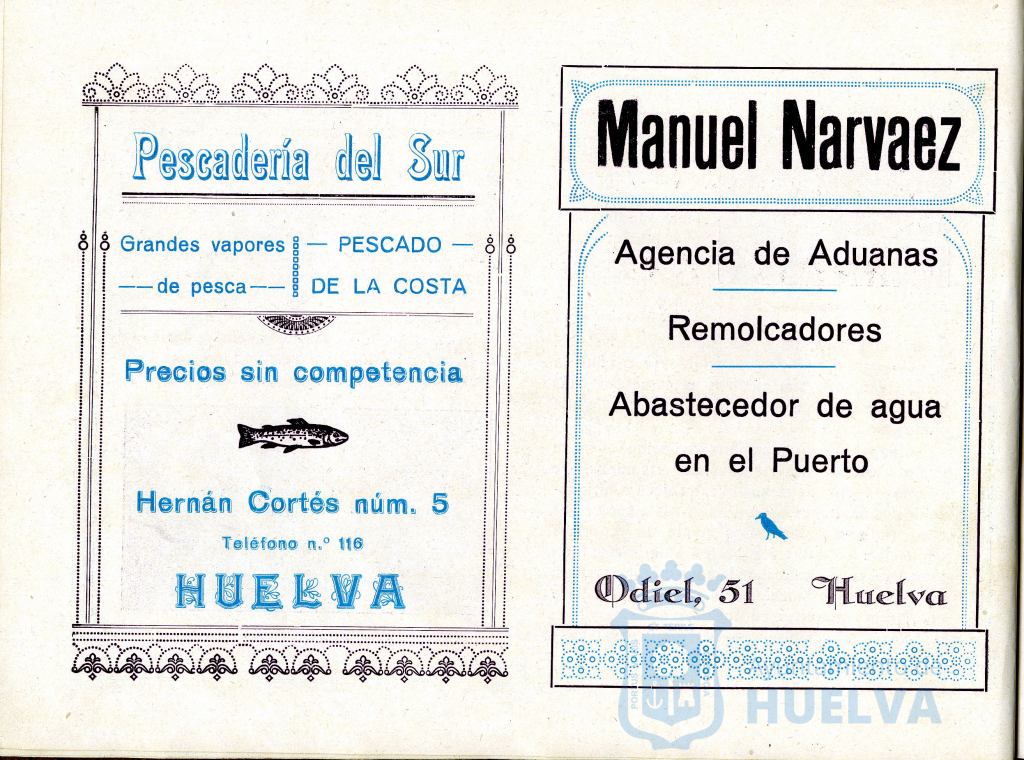 Pescadería del Sur
Grandes vapores
— de pesca —
— PESCADO —
DE LA COSTA
Precios sin competencia
Hernán Cortés núm. 5
Teléfono n.º 116
HUELVA
Manuel Narvaez
Agencia de Aduanas
Remolcadores
Abastecedor de agua
en el Puerto
Odiel, 51 Huelva
HUELVA